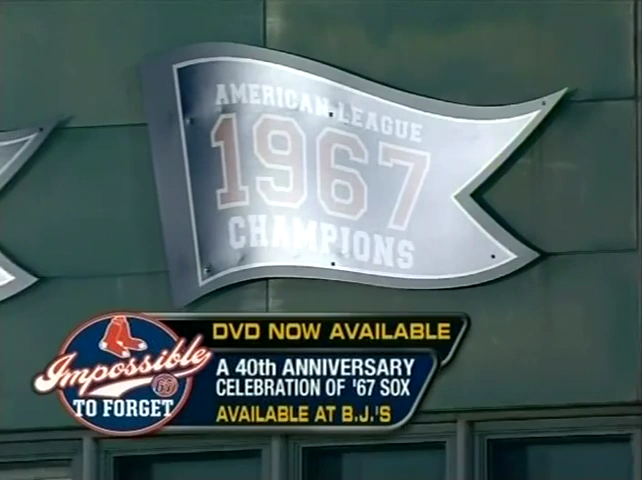 AMERICAN LEAGUE
1967
CHAMPIONS
DVD NOW AVAILABLE
Impossible
67
TO FORGET
A 40th ANNIVERSARY
CELEBRATION OF '67 SOX
AVAILABLE AT B.J.'S